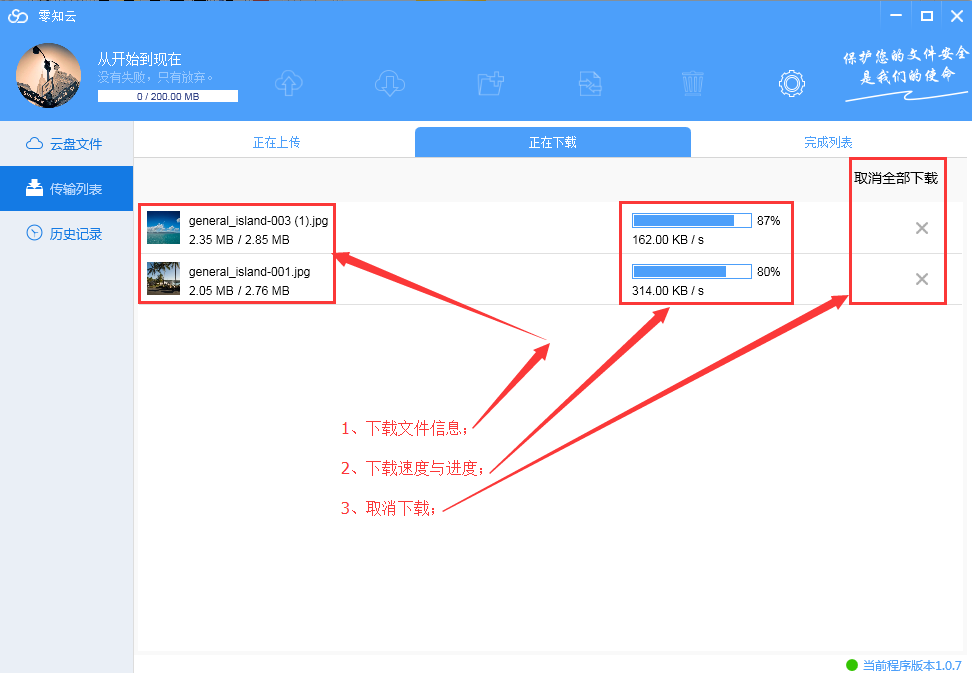 零知云
从开始到现在
没有失败，只有放弃。
0 / 200.00 MB
保护您的文件安全
是我们的使命
云盘文件
传输列表
历史记录
正在上传
正在下载
完成列表
取消全部下载
general_island-003 (1).jpg
2.35 MB / 2.85 MB
87%
162.00 KB / s
general_island-001.jpg
2.05 MB / 2.76 MB
80%
314.00 KB / s
1、下载文件信息；
2、下载速度与进度；
3、取消下载；
当前程序版本1.0.7